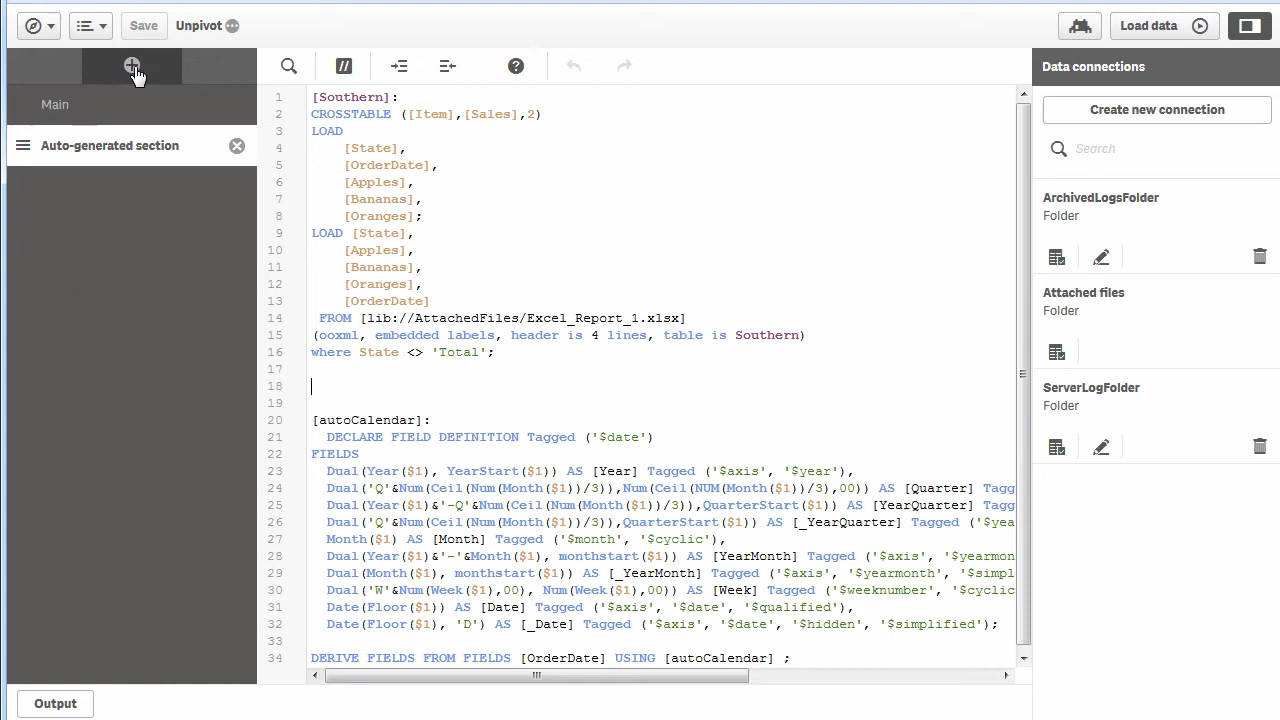 Save
Unpivot
Load data
Main
Auto-generated section
1 [Southern]:
2 CROSSTABLE ([Item],[Sales],2)
3 LOAD
4 [State],
5 [OrderDate],
6 [Apples],
7 [Bananas],
8 [Oranges];
9 LOAD [State],
10 [Apples],
11 [Bananas],
12 [Oranges],
13 [OrderDate]
14 FROM [lib://AttachedFiles/Excel_Report_1.xlsx]
15 (ooxml, embedded labels, header is 4 lines, table is Southern)
16 where State <> 'Total';
17
18
19
20 [autoCalendar]:
21 DECLARE FIELD DEFINITION Tagged ('$date')
22 FIELDS
23 Dual(Year($1), YearStart($1)) AS [Year] Tagged ('$axis', '$year'),
24 Dual('Q'&Num(Ceil(Num(Month($1))/3)),Num(Ceil(NUM(Month($1))/3),00)) AS [Quarter] Tagg
25 Dual(Year($1)&'-Q'&Num(Ceil(Num(Month($1))/3)),QuarterStart($1)) AS [YearQuarter] Tagg
26 Dual('Q'&Num(Ceil(Num(Month($1))/3)),QuarterStart($1)) AS [_YearQuarter] Tagged ('$yea
27 Month($1) AS [Month] Tagged ('$month', '$cyclic'),
28 Dual(Year($1)&'-'&Month($1), monthstart($1)) AS [YearMonth] Tagged ('$axis', '$yearmon
29 Dual(Month($1), monthstart($1)) AS [_YearMonth] Tagged ('$axis', '$yearmonth', '$simpl
30 Dual('W'&Num(Week($1),00), Num(Week($1),00)) AS [Week] Tagged ('$weeknumber', '$cyclic
31 Date(Floor($1)) AS [Date] Tagged ('$axis', '$date', '$qualified'),
32 Date(Floor($1), 'D') AS [_Date] Tagged ('$axis', '$date', '$hidden', '$simplified');
33
34 DERIVE FIELDS FROM FIELDS [OrderDate] USING [autoCalendar] ;
Data connections
Create new connection
Search
ArchivedLogsFolder
Folder
Attached files
Folder
ServerLogFolder
Folder
Output